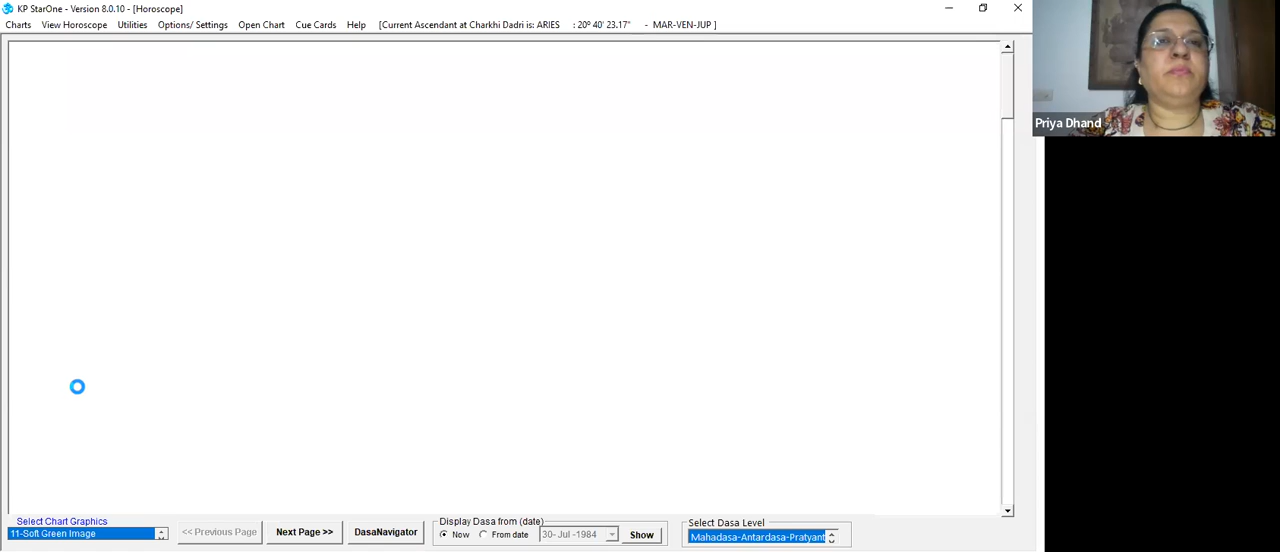 KP StarOne - Version 8.0.10 - [Horoscope]
Charts View Horoscope Utilities Options/ Settings Open Chart Cue Cards Help [Current Ascendant at Charkhi Dadri is: ARIES : 20° 40' 23.17" - MAR-VEN-JUP ]
Priya Dhand
Select Chart Graphics
11-Soft Green Image
<< Previous Page
Next Page >>
DasaNavigator
Display Dasa from (date)
Now From date 30- Jul -1984 Show
Select Dasa Level
Mahadasa-Antardasa-Pratyant